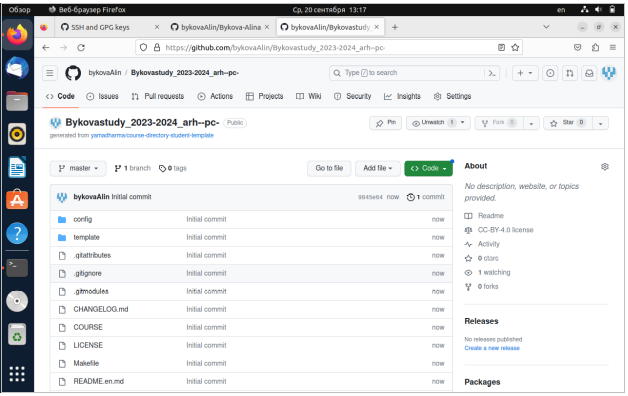 Обзор Веб-браузер Firefox Ср, 20 сентября 13:17 en
SSH and GPG keys bykovaAlin/Bykova-Alina bykovaAlin/Bykovastudy_
https://github.com/bykovaAlin/Bykovastudy_2023-2024_arh--pc-
bykovaAlin / Bykovastudy_2023-2024_arh--pc- Type / to search
Code Issues Pull requests Actions Projects Wiki Security Insights Settings
Bykovastudy_2023-2024_arh--pc- Public Pin Unwatch 1 Fork 0 Star 0
generated from yamadharma/course-directory-student-template
master 1 branch 0 tags Go to file Add file Code
About
No description, website, or topics
provided.
Readme
CC-BY-4.0 license
Activity
0 stars
1 watching
0 forks
Releases
No releases published
Create a new release
Packages
bykovaAlin Initial commit now 1 commit
config Initial commit now
template Initial commit now
.gitattributes Initial commit now
.gitignore Initial commit now
.gitmodules Initial commit now
CHANGELOG.md Initial commit now
COURSE Initial commit now
LICENSE Initial commit now
Makefile Initial commit now
README.en.md Initial commit now